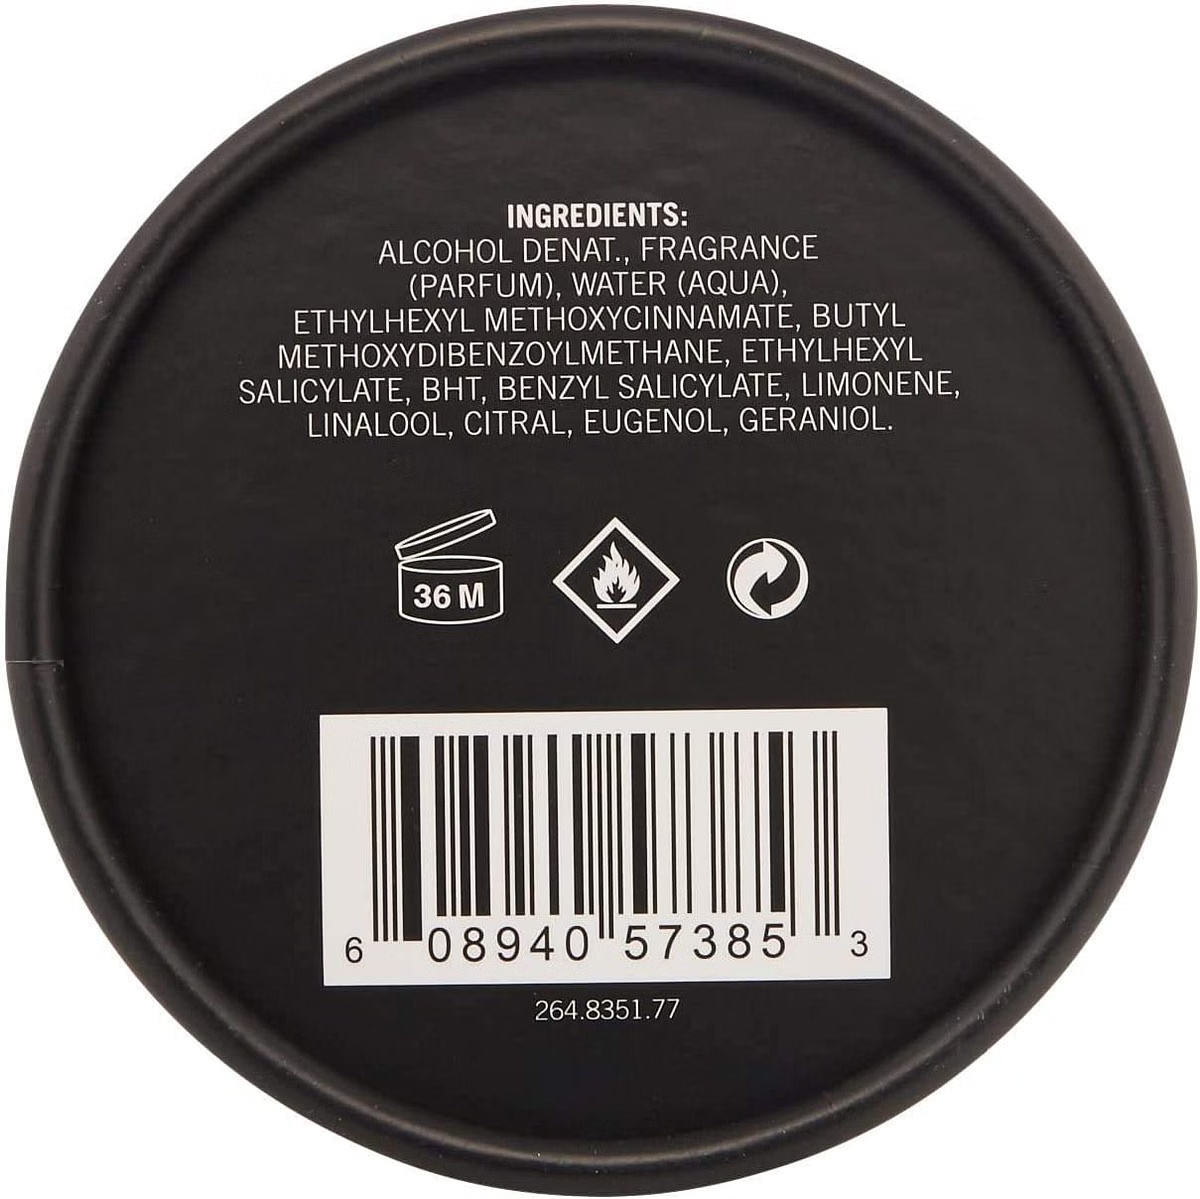 INGREDIENTS:
ALCOHOL DENAT., FRAGRANCE
(PARFUM), WATER (AQUA),
ETHYLHEXYL METHOXYCINNAMATE, BUTYL
METHOXYDIBENZOYLMETHANE, ETHYLHEXYL
SALICYLATE, BHT, BENZYL SALICYLATE, LIMONENE,
LINALOOL, CITRAL, EUGENOL, GERANIOL.
36 M
6 08940 57385 3
264.8351.77